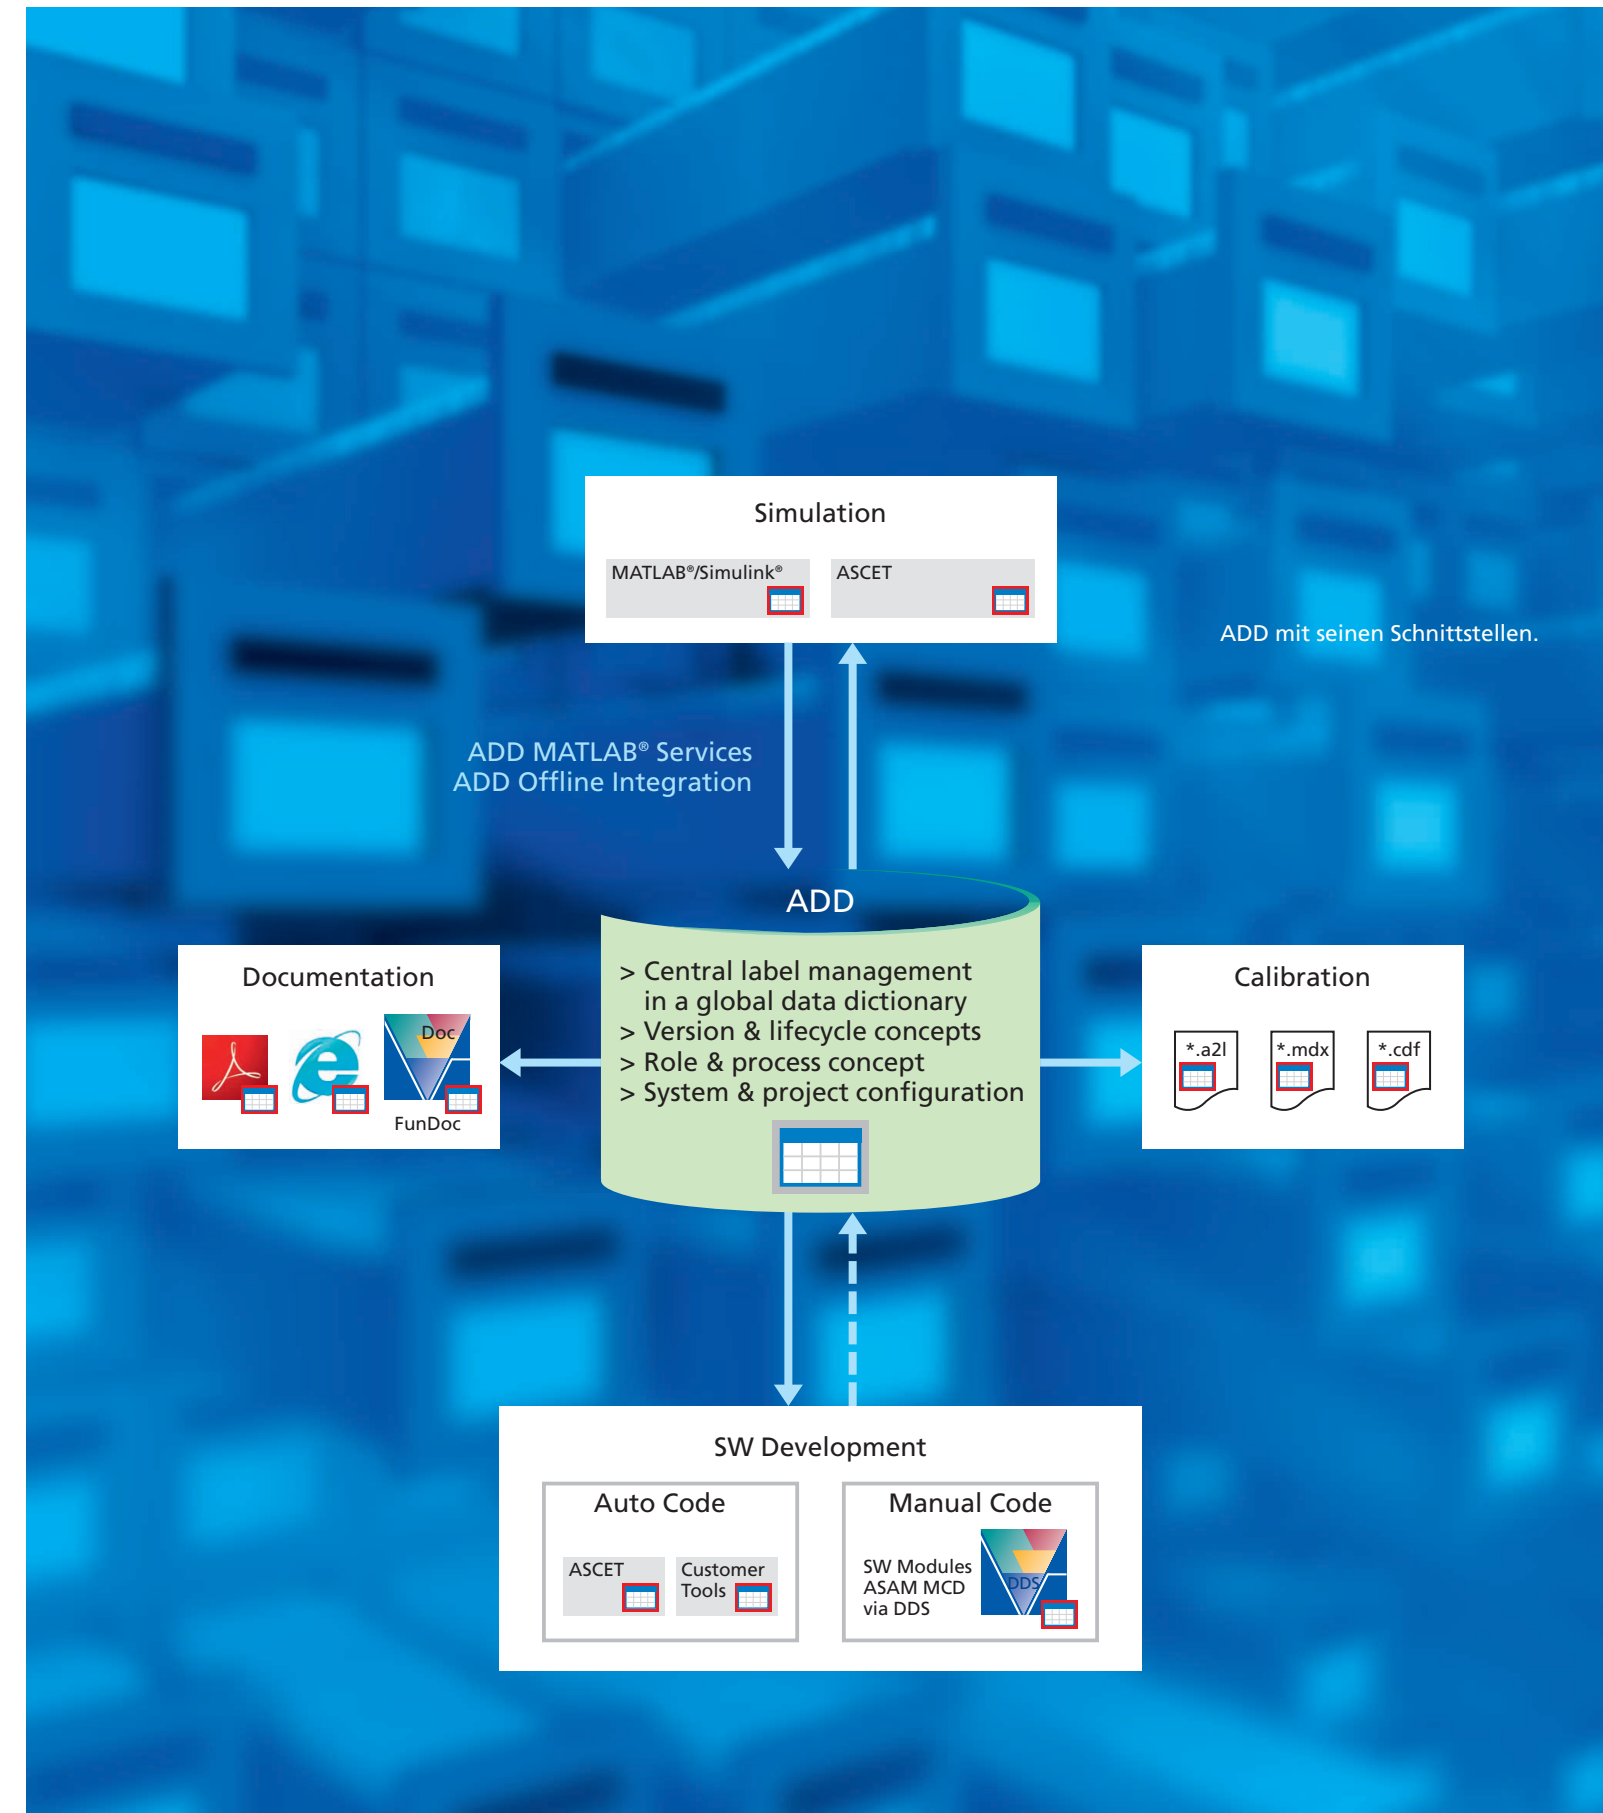 Simulation
MATLAB®/Simulink®
ASCET
ADD mit seinen Schnittstellen.
ADD MATLAB® Services
ADD Offline Integration
ADD
> Central label management
in a global data dictionary
> Version & lifecycle concepts
> Role & process concept
> System & project configuration
Documentation
Doc
FunDoc
Calibration
*.a2l
*.mdx
*.cdf
SW Development
Auto Code
ASCET
Customer
Tools
Manual Code
SW Modules
ASAM MCD
via DDS
DDS